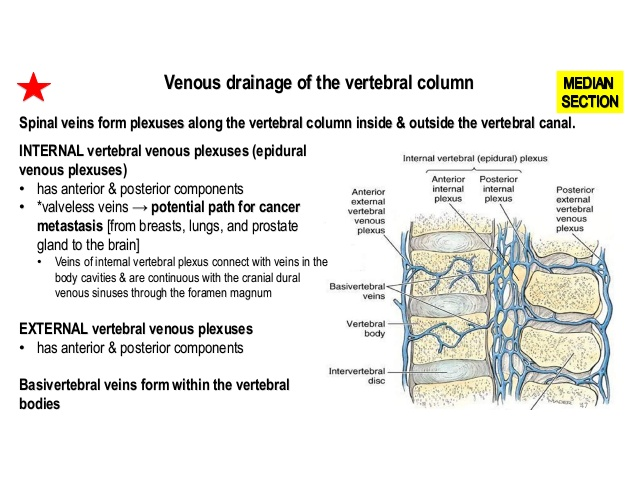 Venous drainage of the vertebral column
MEDIAN
SECTION
Spinal veins form plexuses along the vertebral column inside & outside the vertebral canal.
INTERNAL vertebral venous plexuses (epidural
venous plexuses)
• has anterior & posterior components
• *valveless veins → potential path for cancer
metastasis [from breasts, lungs, and prostate
gland to the brain]
• Veins of internal vertebral plexus connect with veins in the
body cavities & are continuous with the cranial dural
venous sinuses through the foramen magnum
EXTERNAL vertebral venous plexuses
• has anterior & posterior components
Basivertebral veins form within the vertebral
bodies
Internal vertebral (epidural) plexus
Anterior
internal
plexus
Posterior
internal
plexus
Anterior
external
vertebral
venous
plexus
Posterior
external
vertebral
venous
plexus
Basivertebral
veins
Vertebral
body
Intervertebral
disc